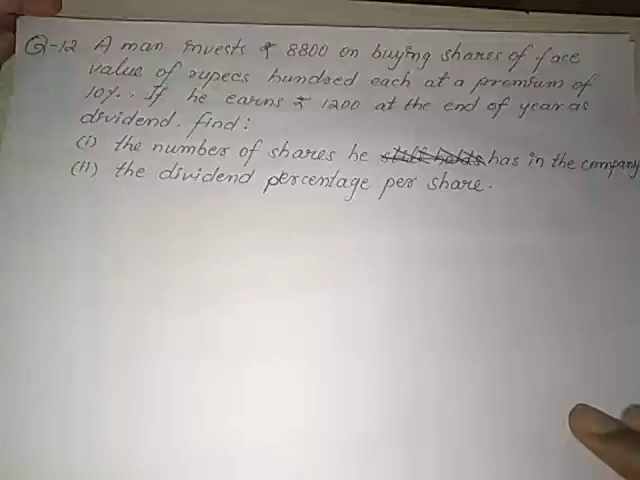 Q-12 A man invests ₹ 8800 on buying shares of face
value of rupees hundred each at a premium of
10%. If he earns ₹ 1200 at the end of year as
dividend. find:
(i) the number of shares he still holds has in the company
(ii) the dividend percentage per share.